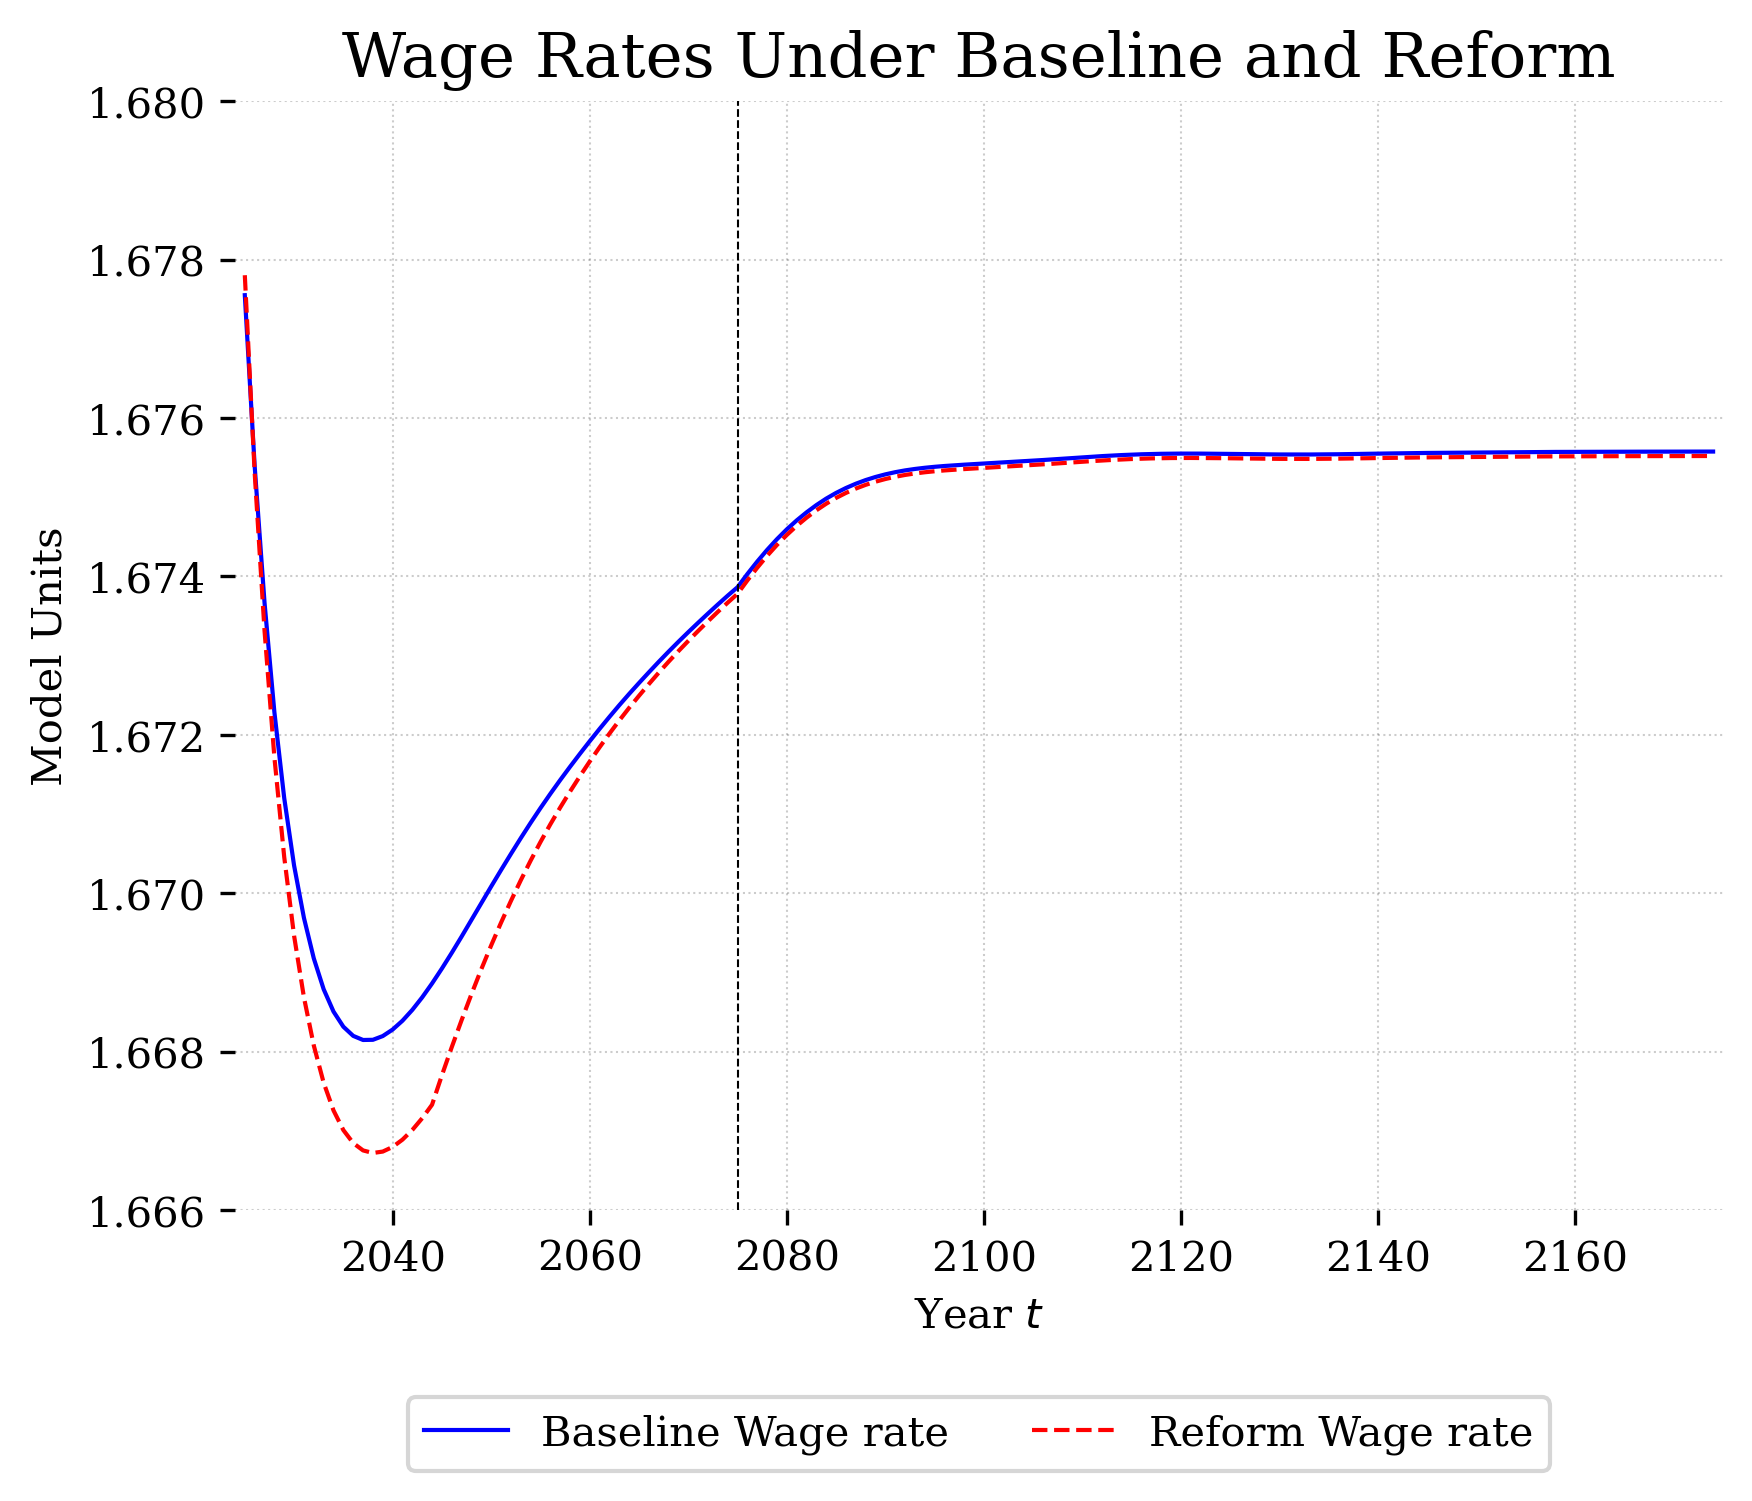 Wage Rates Under Baseline and Reform
1.680
1.678
1.676
1.674
1.672
1.670
1.668
1.666
Model Units
2040 2060 2080 2100 2120 2140 2160
Year t
Baseline Wage rate Reform Wage rate